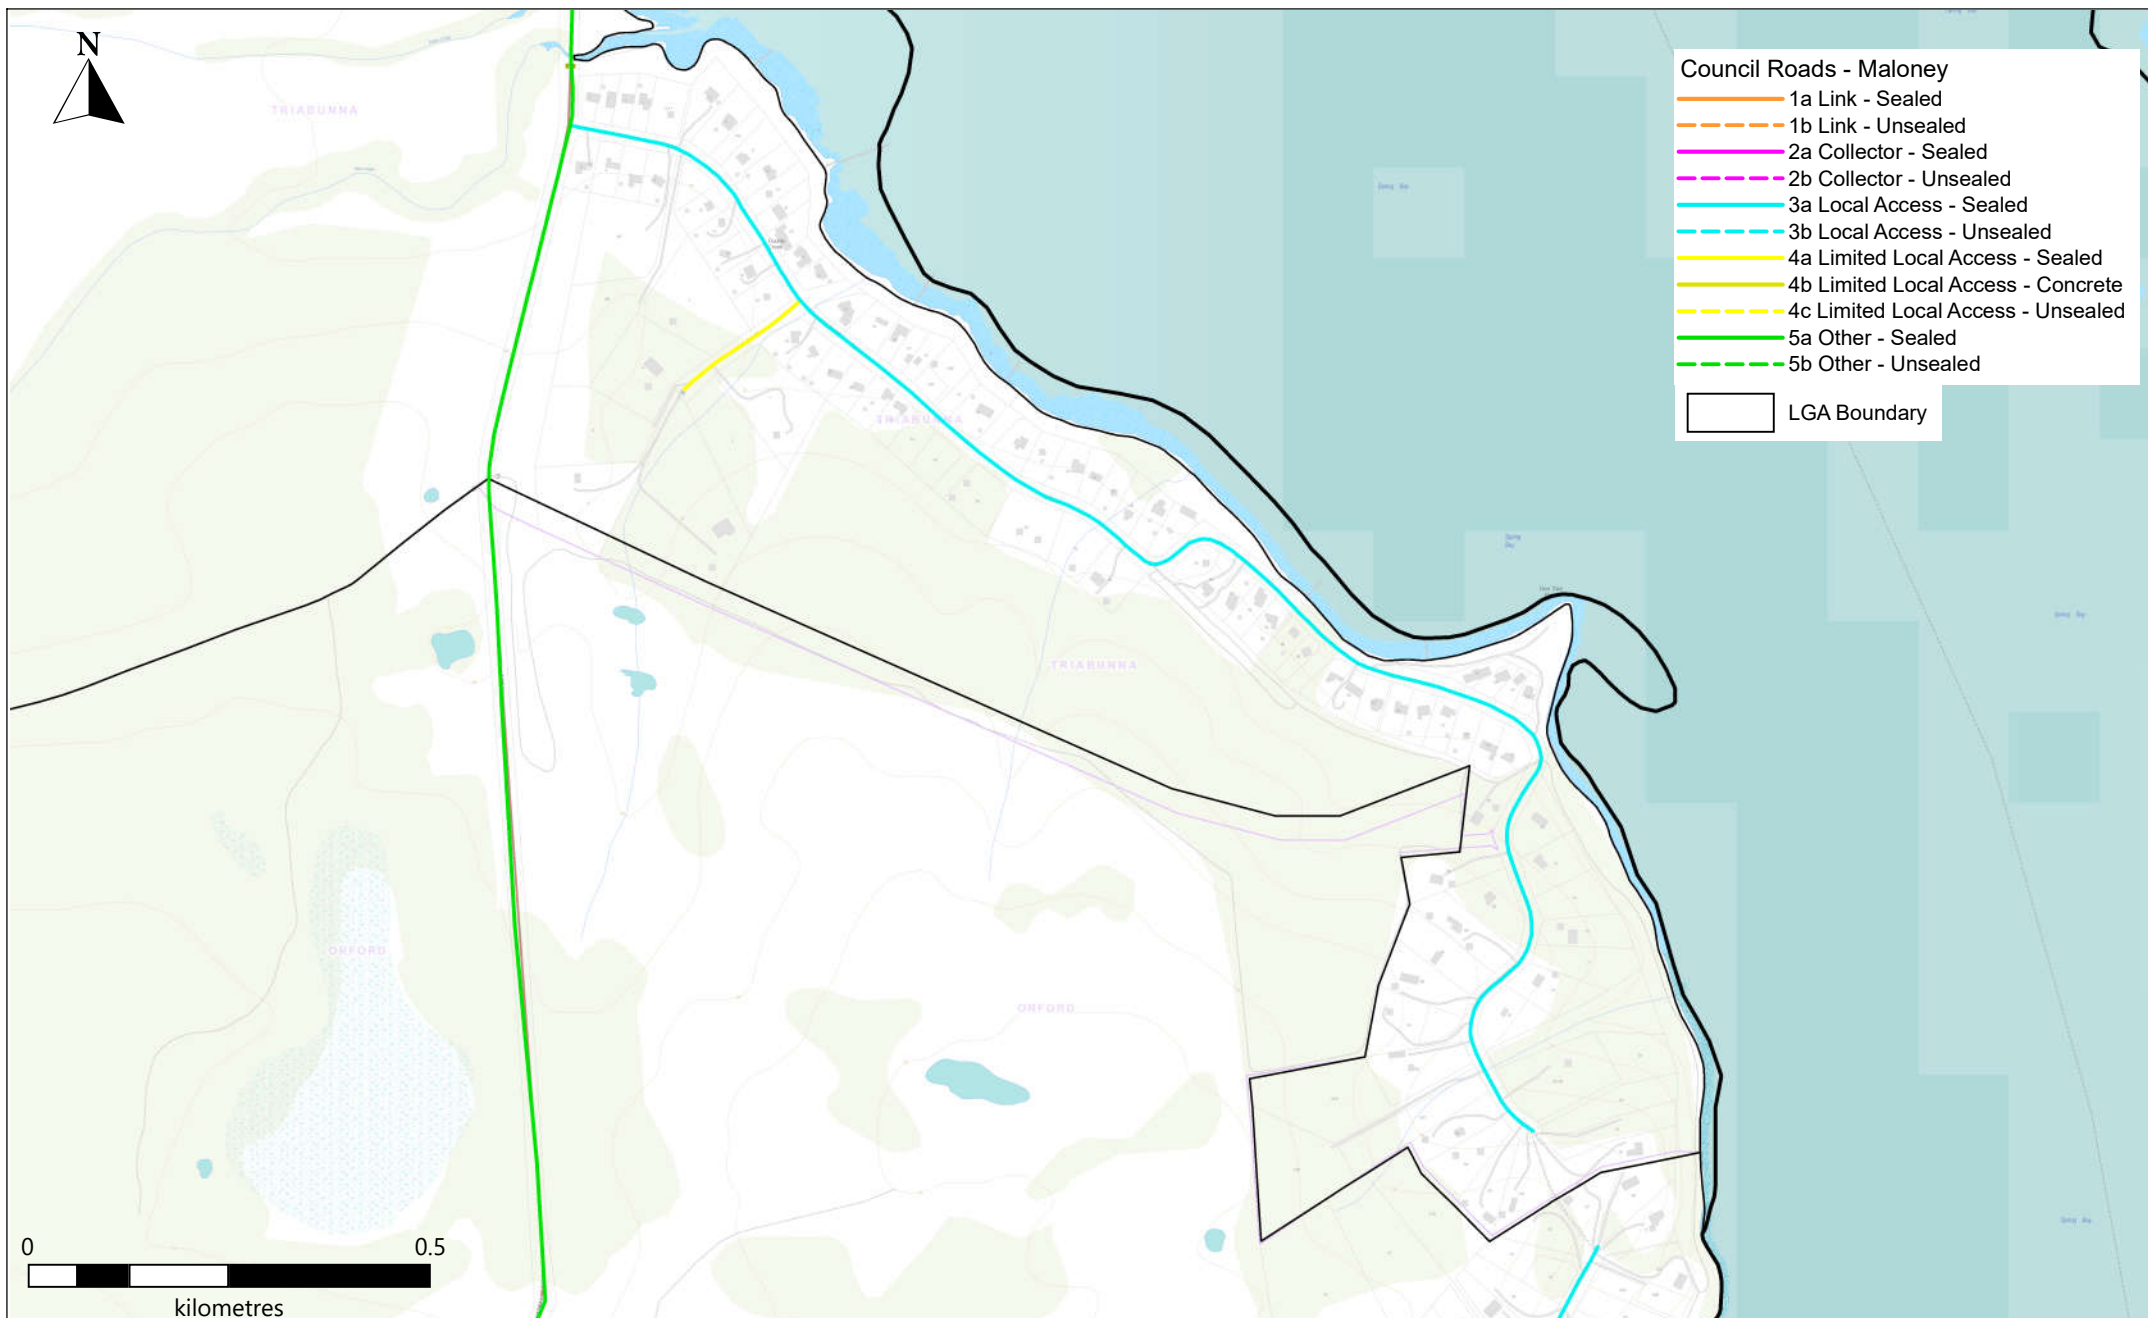 N
TRIABUNNA
Council Roads - Maloney
1a Link - Sealed
1b Link - Unsealed
2a Collector - Sealed
2b Collector - Unsealed
3a Local Access - Sealed
3b Local Access - Unsealed
4a Limited Local Access - Sealed
4b Limited Local Access - Concrete
4c Limited Local Access - Unsealed
5a Other - Sealed
5b Other - Unsealed
LGA Boundary
TRIABUNNA
TRIABUNNA
ORFORD
ORFORD
0 0.5
kilometres